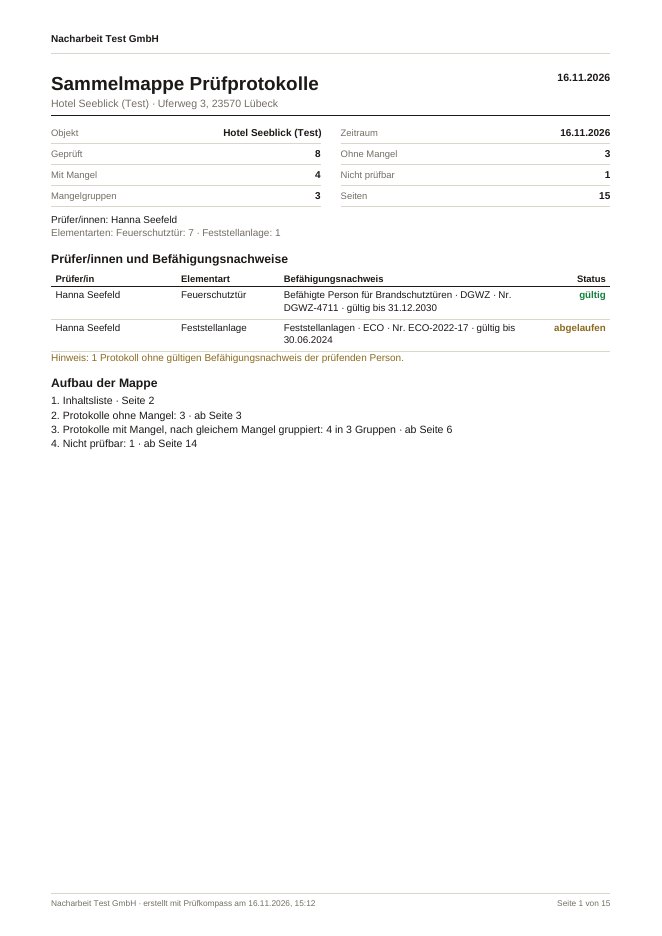 Nacharbeit Test GmbH
Sammelmappe Prüfprotokolle
16.11.2026
Hotel Seeblick (Test) · Uferweg 3, 23570 Lübeck
Objekt Hotel Seeblick (Test) Zeitraum 16.11.2026
Geprüft 8 Ohne Mangel 3
Mit Mangel 4 Nicht prüfbar 1
Mangelgruppen 3 Seiten 15
Prüfer/innen: Hanna Seefeld
Elementarten: Feuerschutztür: 7 · Feststellanlage: 1
Prüfer/innen und Befähigungsnachweise
Prüfer/in Elementart Befähigungsnachweis Status
Hanna Seefeld Feuerschutztür Befähigte Person für Brandschutztüren · DGWZ · Nr. gültig
DGWZ-4711 · gültig bis 31.12.2030
Hanna Seefeld Feststellanlage Feststellanlagen · ECO · Nr. ECO-2022-17 · gültig bis abgelaufen
30.06.2024
Hinweis: 1 Protokoll ohne gültigen Befähigungsnachweis der prüfenden Person.
Aufbau der Mappe
1. Inhaltsliste · Seite 2
2. Protokolle ohne Mangel: 3 · ab Seite 3
3. Protokolle mit Mangel, nach gleichem Mangel gruppiert: 4 in 3 Gruppen · ab Seite 6
4. Nicht prüfbar: 1 · ab Seite 14
Nacharbeit Test GmbH · erstellt mit Prüfkompass am 16.11.2026, 15:12 Seite 1 von 15